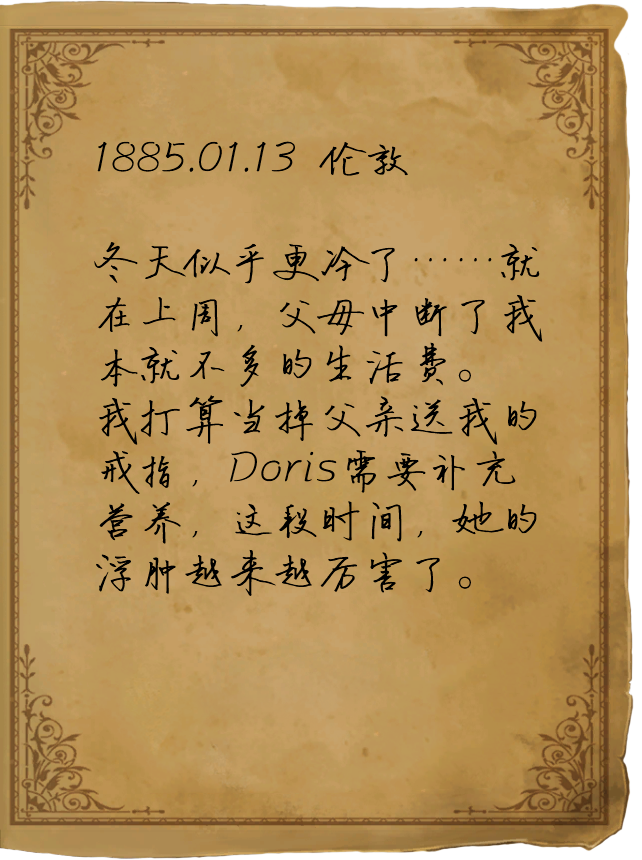 1885.01.13 伦敦
冬天似乎更冷了……就
在上周，父母中断了我
本就不多的生活费。
我打算当掉父亲送我的
戒指，Doris需要补充
营养，这段时间，她的
浮肿越来越厉害了。